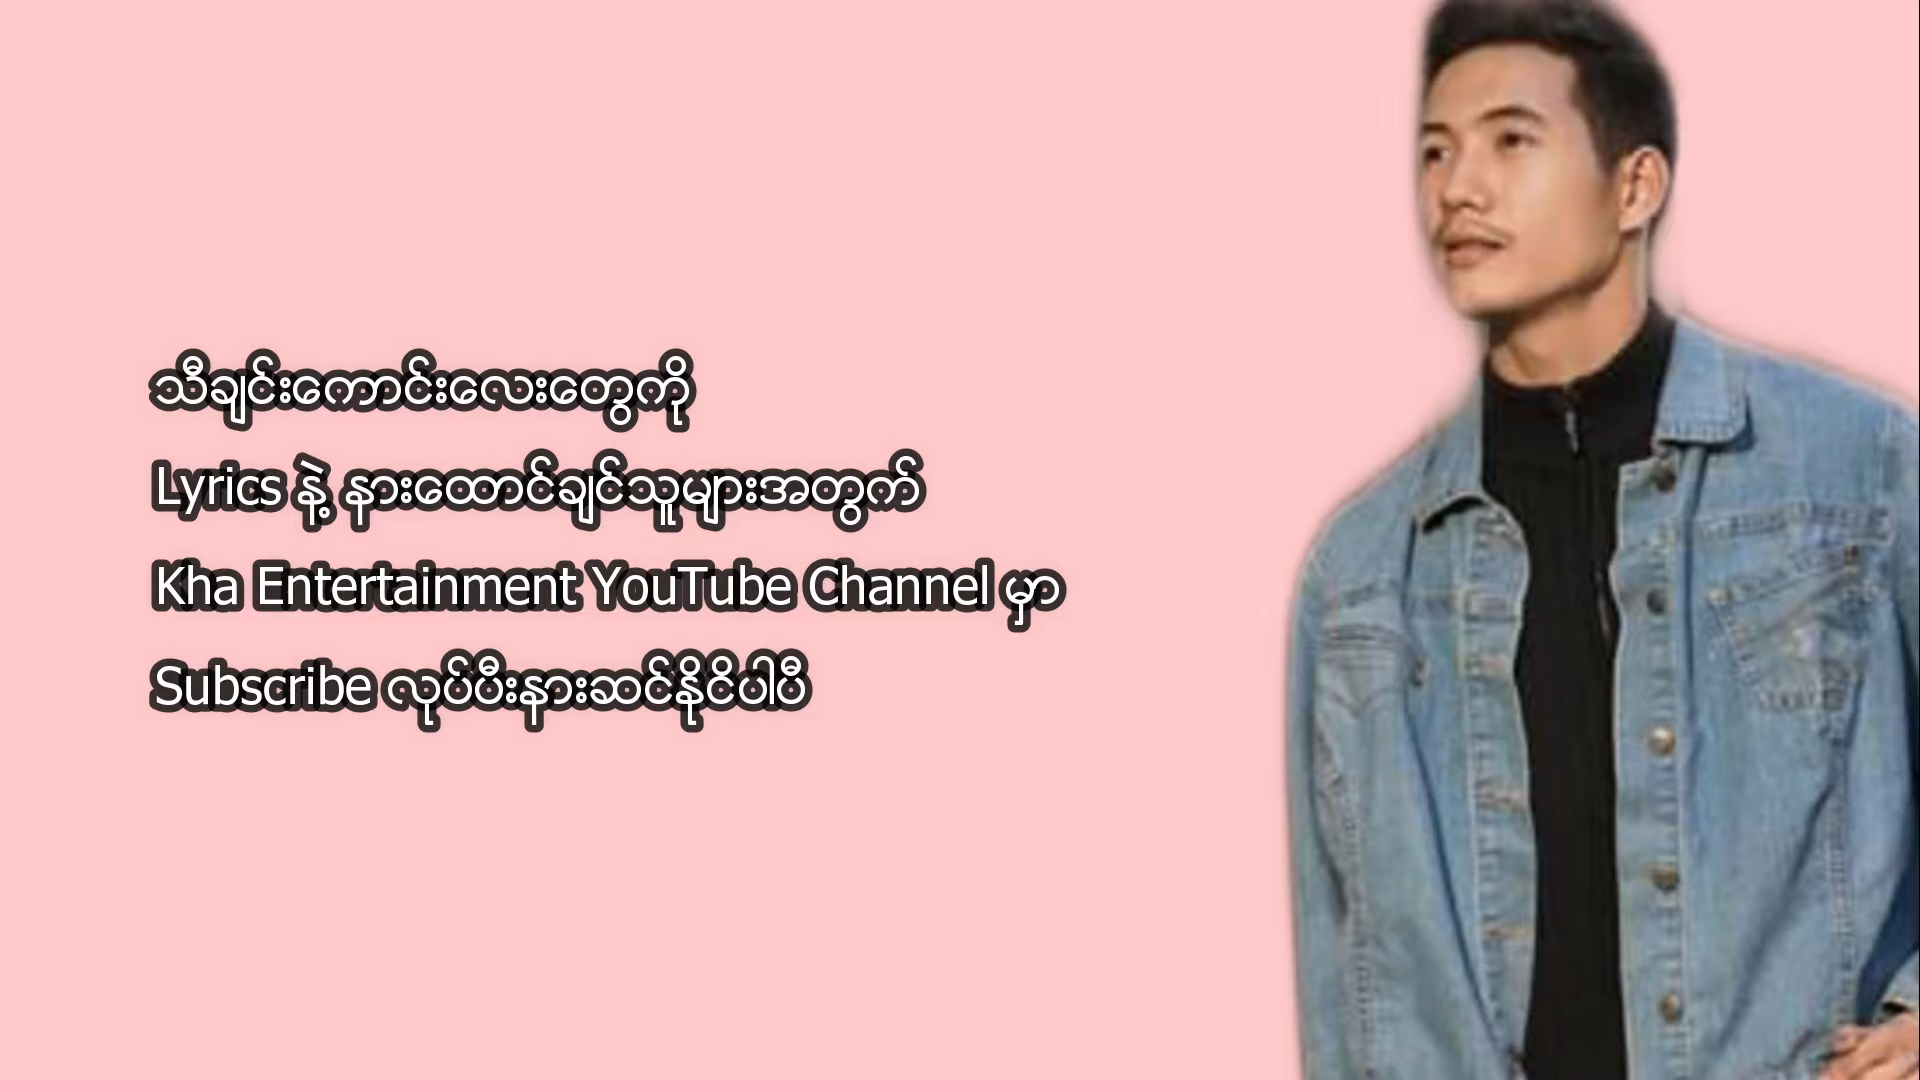 သီချင်းကောင်းလေးတွေကို
Lyrics နဲ့ နားထောင်ချင်သူများအတွက်
Kha Entertainment YouTube Channel မှာ
Subscribe လုပ်ပီးနားဆင်နိုင်ပါပီ